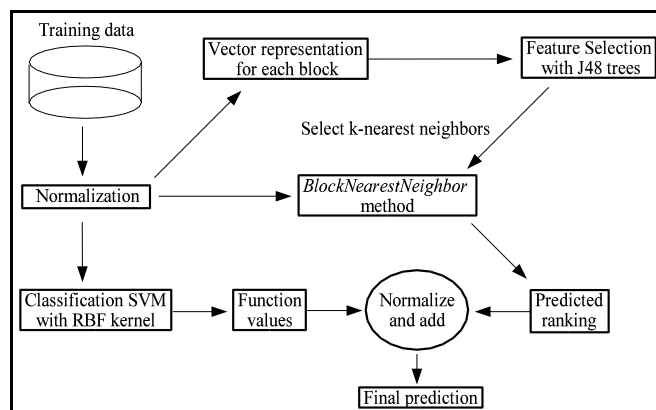 Training data
Vector representation
for each block
Feature Selection
with J48 trees
Select k-nearest neighbors
Normalization
BlockNearestNeighbor
method
Classification SVM
with RBF kernel
Function
values
Normalize
and add
Predicted
ranking
Final prediction